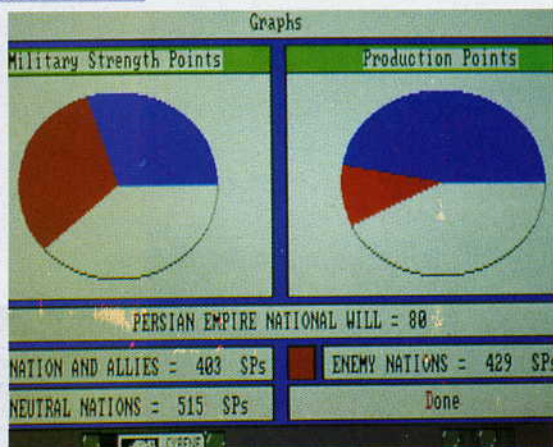 Graphs
Military Strength Points
Production Points
PERSIAN EMPIRE NATIONAL WILL = 80
NATION AND ALLIES = 403 SPs
ENEMY NATIONS = 429 SPs
NEUTRAL NATIONS = 515 SPs
Done
CYRENE